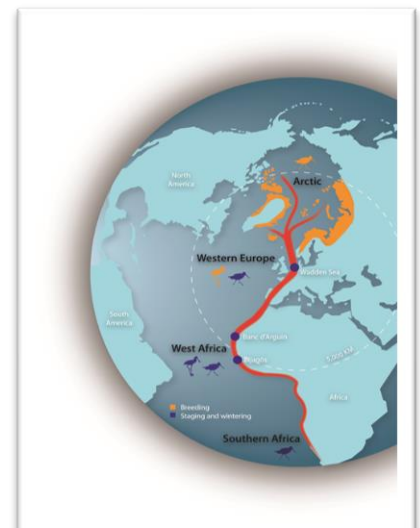 North
America
Arctic
Western Europe
Wadden Sea
South
America
Banc d'Arguin
West Africa
Bijagós
5,000 KM
Africa
Breeding
Staging and wintering
Southern Africa